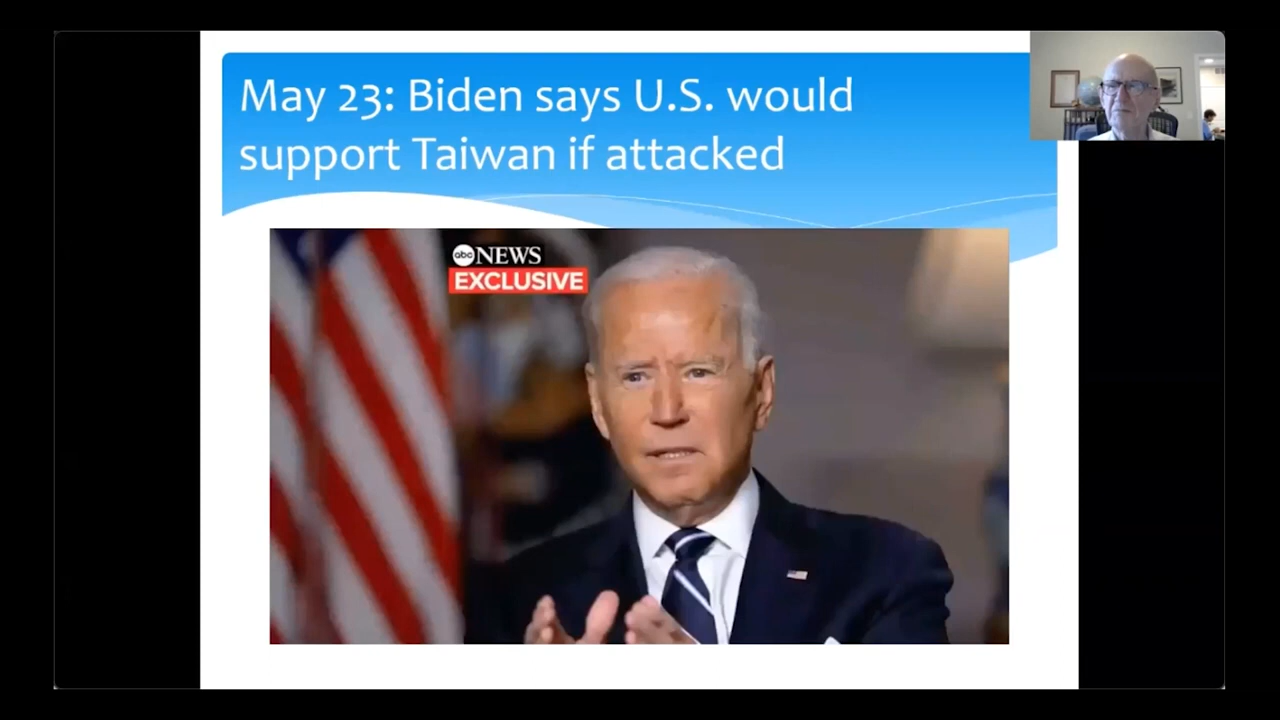 May 23: Biden says U.S. would
support Taiwan if attacked
abc NEWS
EXCLUSIVE